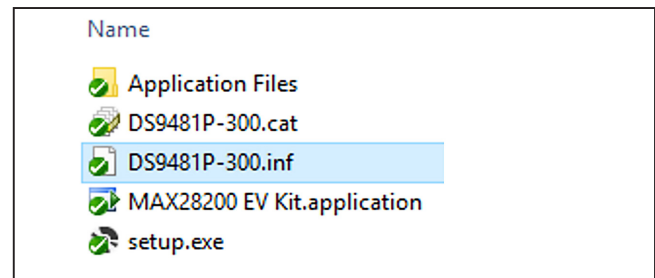 Name
Application Files
DS9481P-300.cat
DS9481P-300.inf
MAX28200 EV Kit.application
setup.exe